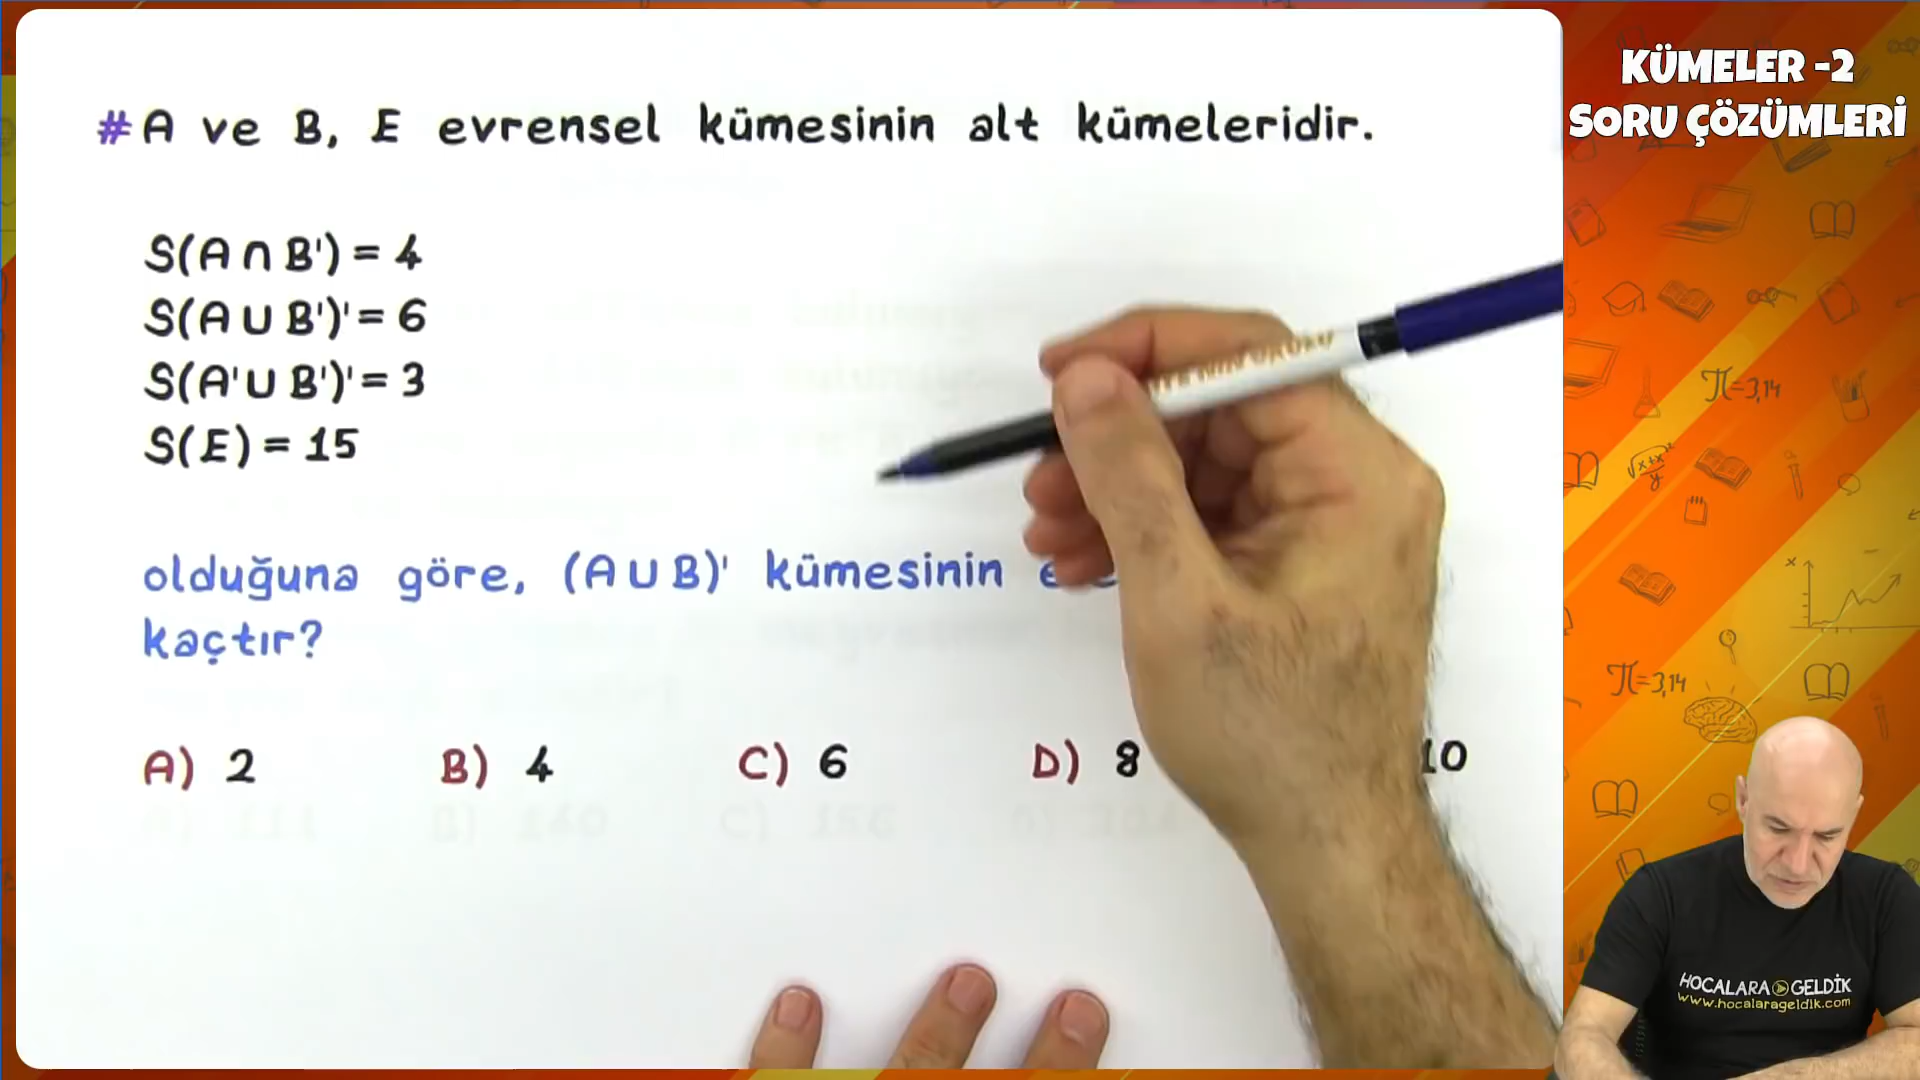 # A ve B, E evrensel kümesinin alt kümeleridir.
S(A ∩ B') = 4
S(A ∪ B')' = 6
S(A' ∪ B')' = 3
S(E) = 15
olduğuna göre, (A ∪ B)' kümesinin
kaçtır?
A) 2 B) 4 C) 6 D) 8 10
KÜMELER -2
SORU ÇÖZÜMLERİ
π=3,14
π=3,14
HOCALARA GELDİK
www.hocalarageldik.com